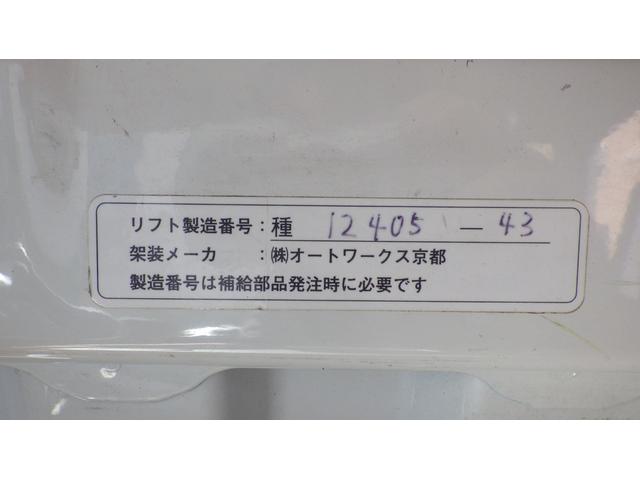 リフト製造番号：種 12405 — 43
架装メーカ　：㈱オートワークス京都
製造番号は補給部品発注時に必要です